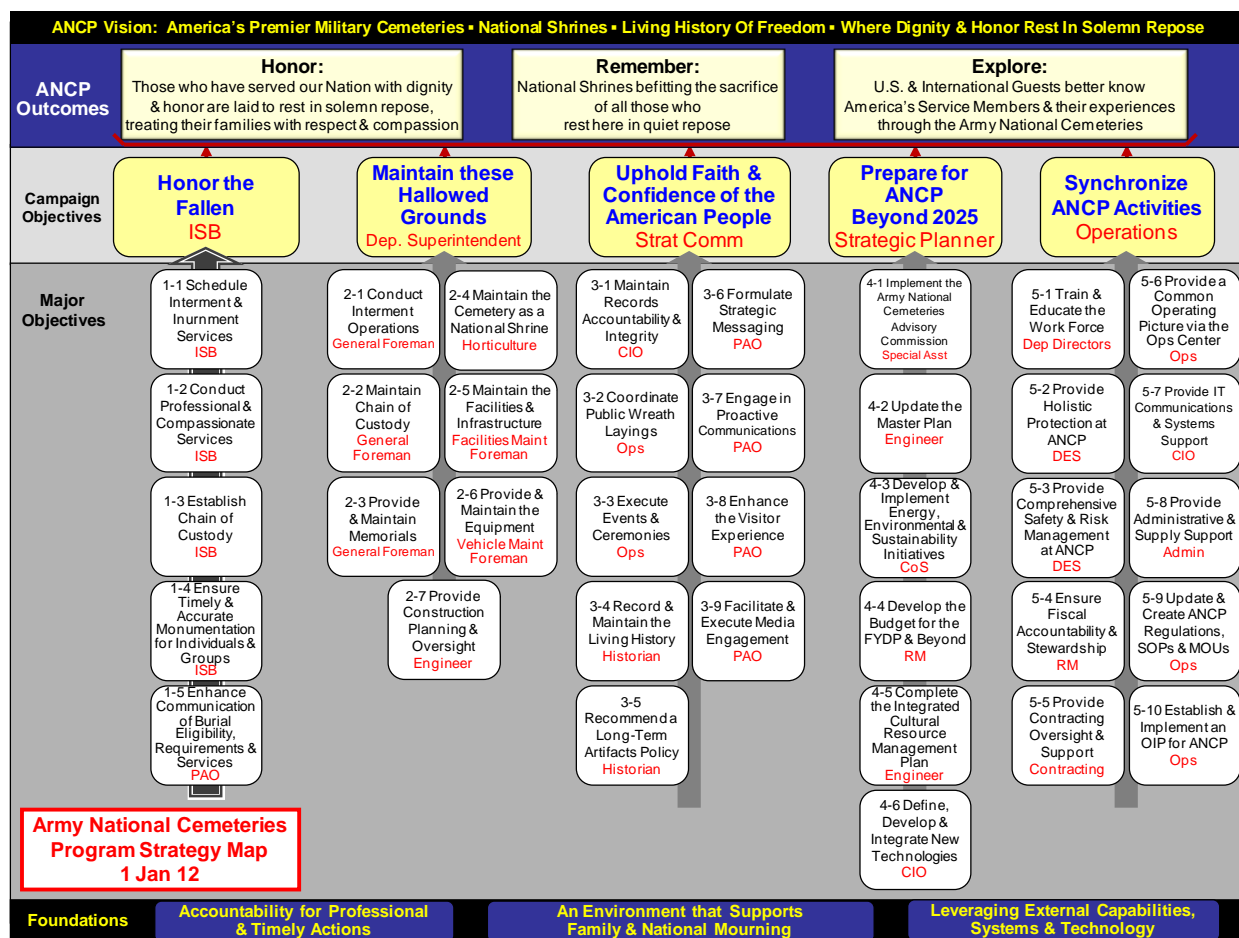 ANCP Vision: America's Premier Military Cemeteries ▪ National Shrines ▪ Living History Of Freedom ▪ Where Dignity & Honor Rest In Solemn Repose
ANCP
Outcomes
Honor:
Those who have served our Nation with dignity
& honor are laid to rest in solemn repose,
treating their families with respect & compassion
Remember:
National Shrines befitting the sacrifice
of all those who
rest here in quiet repose
Explore:
U.S. & International Guests better know
America's Service Members & their experiences
through the Army National Cemeteries
Campaign
Objectives
Honor the
Fallen
ISB
Maintain these
Hallowed
Grounds
Dep. Superintendent
Uphold Faith &
Confidence of the
American People
Strat Comm
Prepare for
ANCP
Beyond 2025
Strategic Planner
Synchronize
ANCP Activities
Operations
Major
Objectives
1-1 Schedule
Interment &
Inurnment
Services
ISB
1-2 Conduct
Professional &
Compassionate
Services
ISB
1-3 Establish
Chain of
Custody
ISB
1-4 Ensure
Timely &
Accurate
Monumentation
for Individuals &
Groups
ISB
1-5 Enhance
Communication
of Burial
Eligibility,
Requirements &
Services
PAO
2-1 Conduct
Interment
Operations
General Foreman
2-2 Maintain
Chain of
Custody
General
Foreman
2-3 Provide
& Maintain
Memorials
General Foreman
2-4 Maintain the
Cemetery as a
National Shrine
Horticulture
2-5 Maintain the
Facilities &
Infrastructure
Facilities Maint
Foreman
2-6 Provide &
Maintain the
Equipment
Vehicle Maint
Foreman
2-7 Provide
Construction
Planning &
Oversight
Engineer
3-1 Maintain
Records
Accountability &
Integrity
CIO
3-2 Coordinate
Public Wreath
Layings
Ops
3-3 Execute
Events &
Ceremonies
Ops
3-4 Record &
Maintain the
Living History
Historian
3-5
Recommend a
Long-Term
Artifacts Policy
Historian
3-6 Formulate
Strategic
Messaging
PAO
3-7 Engage in
Proactive
Communications
PAO
3-8 Enhance
the Visitor
Experience
PAO
3-9 Facilitate &
Execute Media
Engagement
PAO
4-1 Implement the
Army National
Cemeteries
Advisory
Commission
Special Asst
4-2 Update the
Master Plan
Engineer
4-3 Develop &
Implement
Energy,
Environmental &
Sustainability
Initiatives
CoS
4-4 Develop the
Budget for the
FYDP & Beyond
RM
4-5 Complete
the Integrated
Cultural
Resource
Management
Plan
Engineer
4-6 Define,
Develop &
Integrate New
Technologies
CIO
5-1 Train &
Educate the
Work Force
Dep Directors
5-2 Provide
Holistic
Protection at
ANCP
DES
5-3 Provide
Comprehensive
Safety & Risk
Management
at ANCP
DES
5-4 Ensure
Fiscal
Accountability &
Stewardship
RM
5-5 Provide
Contracting
Oversight &
Support
Contracting
5-6 Provide a
Common
Operating
Picture via the
Ops Center
Ops
5-7 Provide IT
Communications
& Systems
Support
CIO
5-8 Provide
Administrative &
Supply Support
Admin
5-9 Update &
Create ANCP
Regulations,
SOPs & MOUs
Ops
5-10 Establish &
Implement an
OIP for ANCP
Ops
Army National Cemeteries
Program Strategy Map
1 Jan 12
Foundations
Accountability for Professional
& Timely Actions
An Environment that Supports
Family & National Mourning
Leveraging External Capabilities,
Systems & Technology